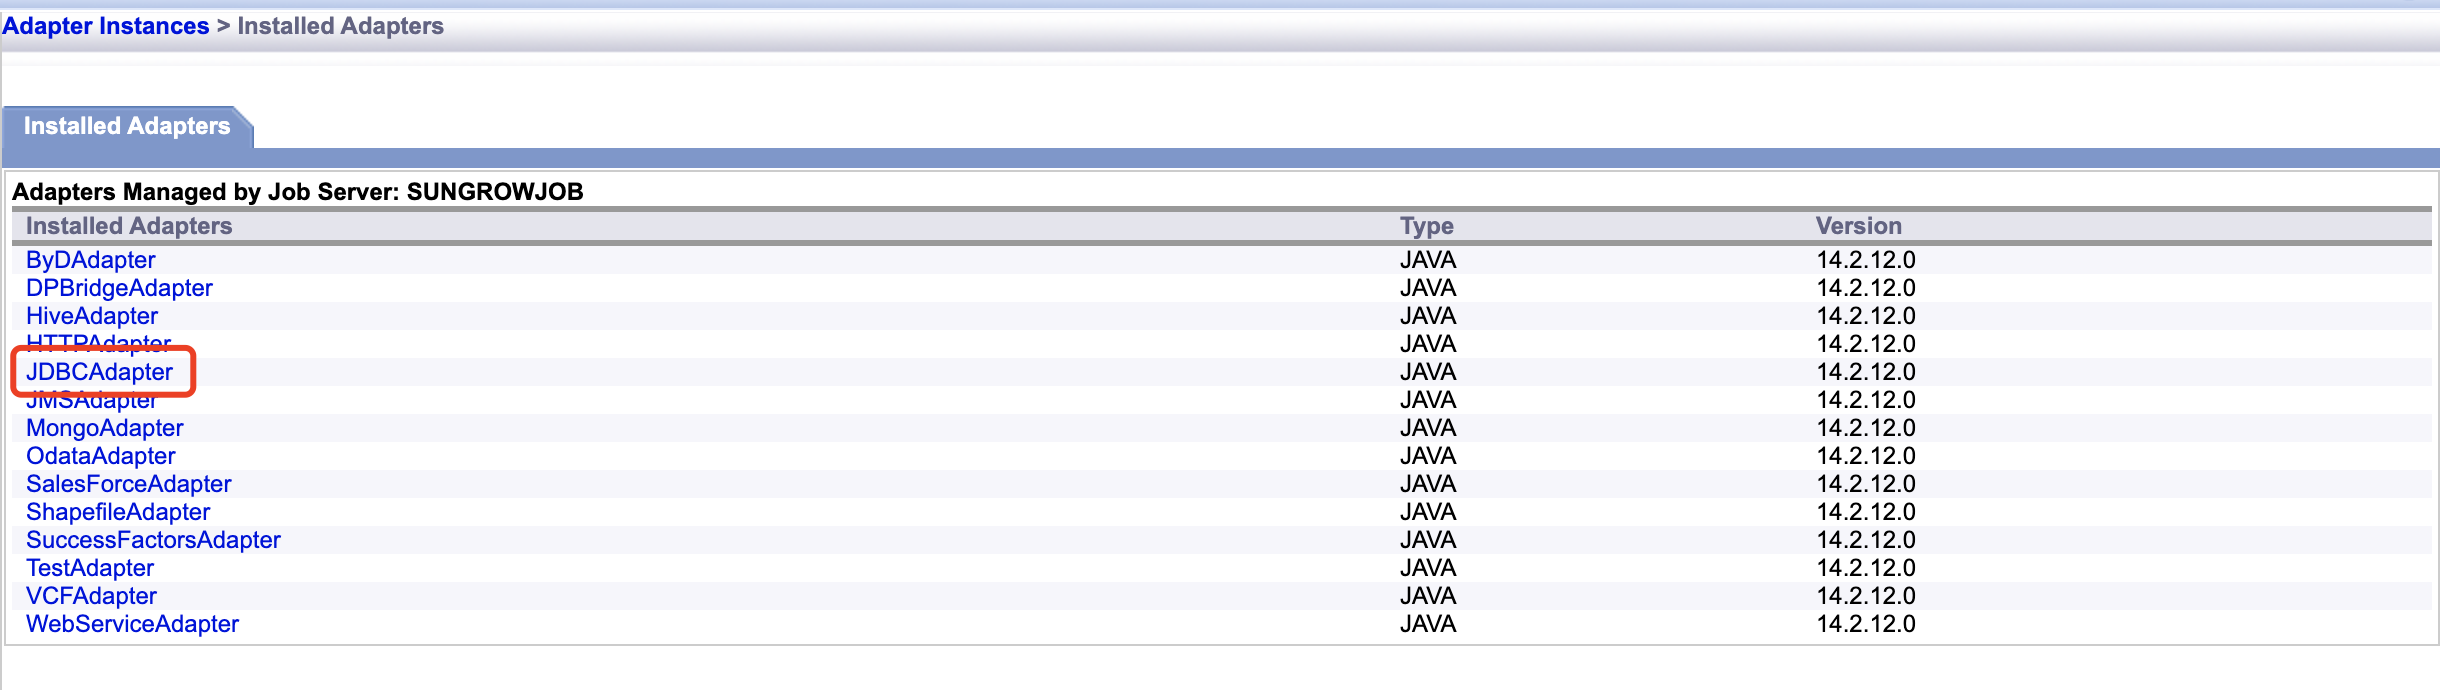 Adapter Instances > Installed Adapters
Installed Adapters
Adapters Managed by Job Server: SUNGROWJOB
Installed Adapters Type Version
ByDAdapter JAVA 14.2.12.0
DPBridgeAdapter JAVA 14.2.12.0
HiveAdapter JAVA 14.2.12.0
HTTPAdapter JAVA 14.2.12.0
JDBCAdapter JAVA 14.2.12.0
JMSAdapter JAVA 14.2.12.0
MongoAdapter JAVA 14.2.12.0
OdataAdapter JAVA 14.2.12.0
SalesForceAdapter JAVA 14.2.12.0
ShapefileAdapter JAVA 14.2.12.0
SuccessFactorsAdapter JAVA 14.2.12.0
TestAdapter JAVA 14.2.12.0
VCFAdapter JAVA 14.2.12.0
WebServiceAdapter JAVA 14.2.12.0